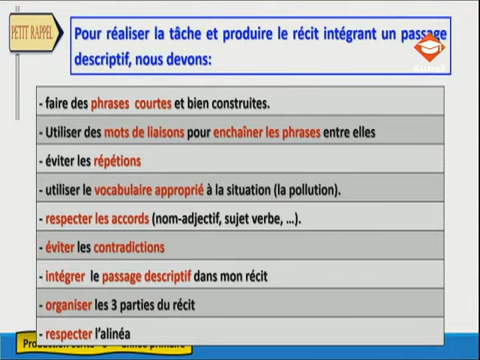 PETIT RAPPEL
Pour réaliser la tâche et produire le récit intégrant un passage
descriptif, nous devons:
- faire des phrases courtes et bien construites.
- Utiliser des mots de liaisons pour enchaîner les phrases entre elles
- éviter les répétions
- utiliser le vocabulaire approprié à la situation (la pollution).
- respecter les accords (nom-adjectif, sujet verbe, ...).
- éviter les contradictions
- intégrer le passage descriptif dans mon récit
- organiser les 3 parties du récit
- respecter l'alinéa